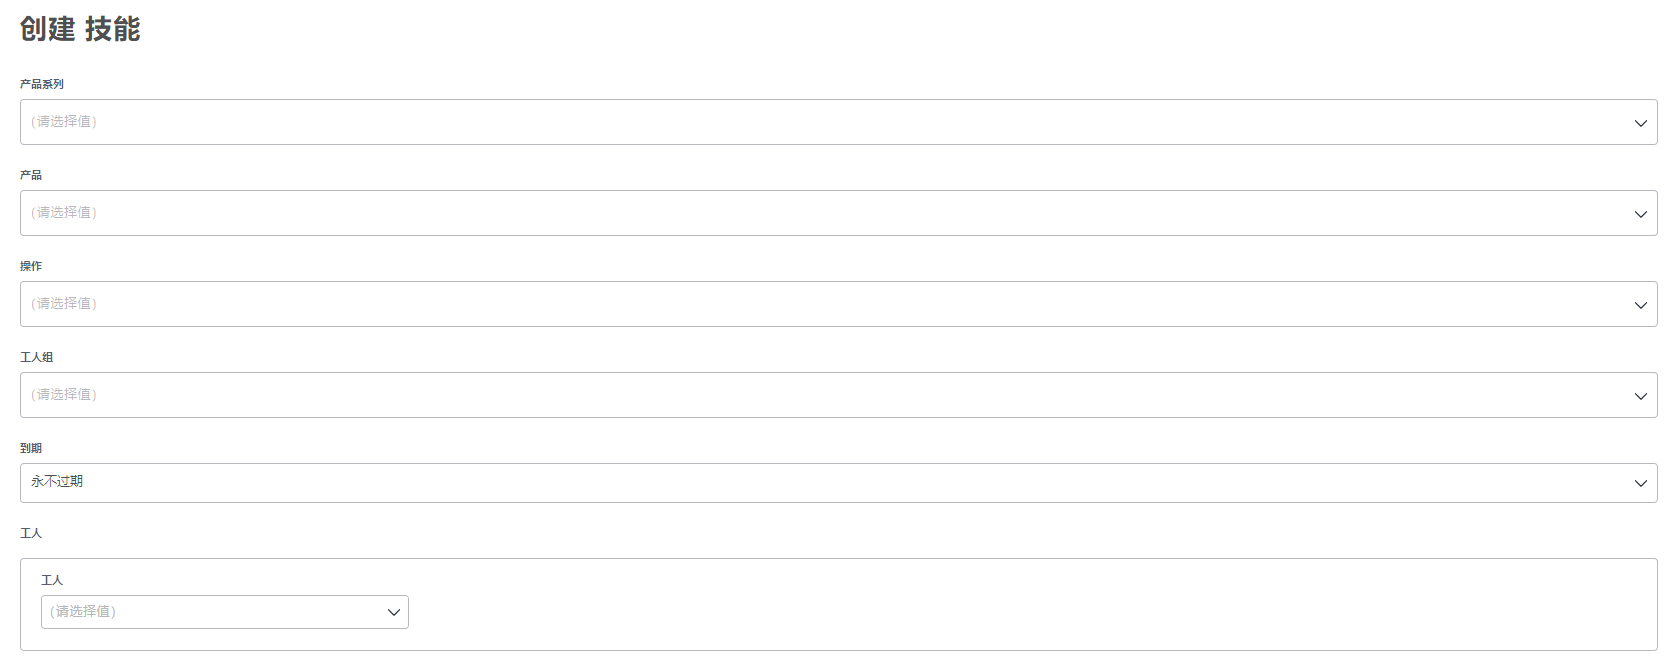 创建 技能
产品系列
(请选择值)
产品
(请选择值)
操作
(请选择值)
工人组
(请选择值)
到期
永不过期
工人
工人
(请选择值)